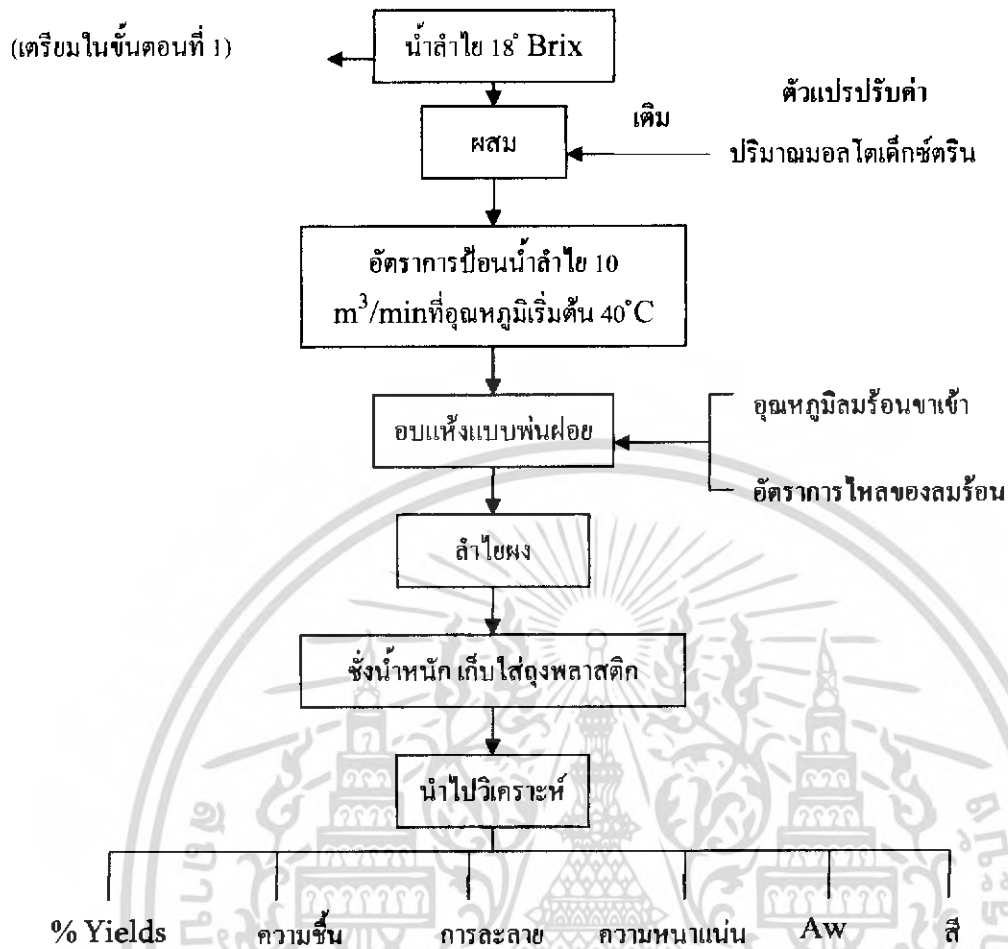 (เตรียมในขั้นตอนที่ 1)
น้ำลำไย 18° Brix
ตัวแปรปรับค่า
เติม
ผสม
ปริมาณมอลโตเด็กซ์ตริน
อัตราการป้อนน้ำลำไย 10
m³/minที่อุณหภูมิเริ่มต้น 40°C
อุณหภูมิลมร้อนขาเข้า
อบแห้งแบบพ่นฝอย
อัตราการไหลของลมร้อน
ลำไยผง
ชั่งน้ำหนัก เก็บใส่ถุงพลาสติก
นำไปวิเคราะห์
% Yields
ความชื้น
การละลาย
ความหนาแน่น
Aw
สี